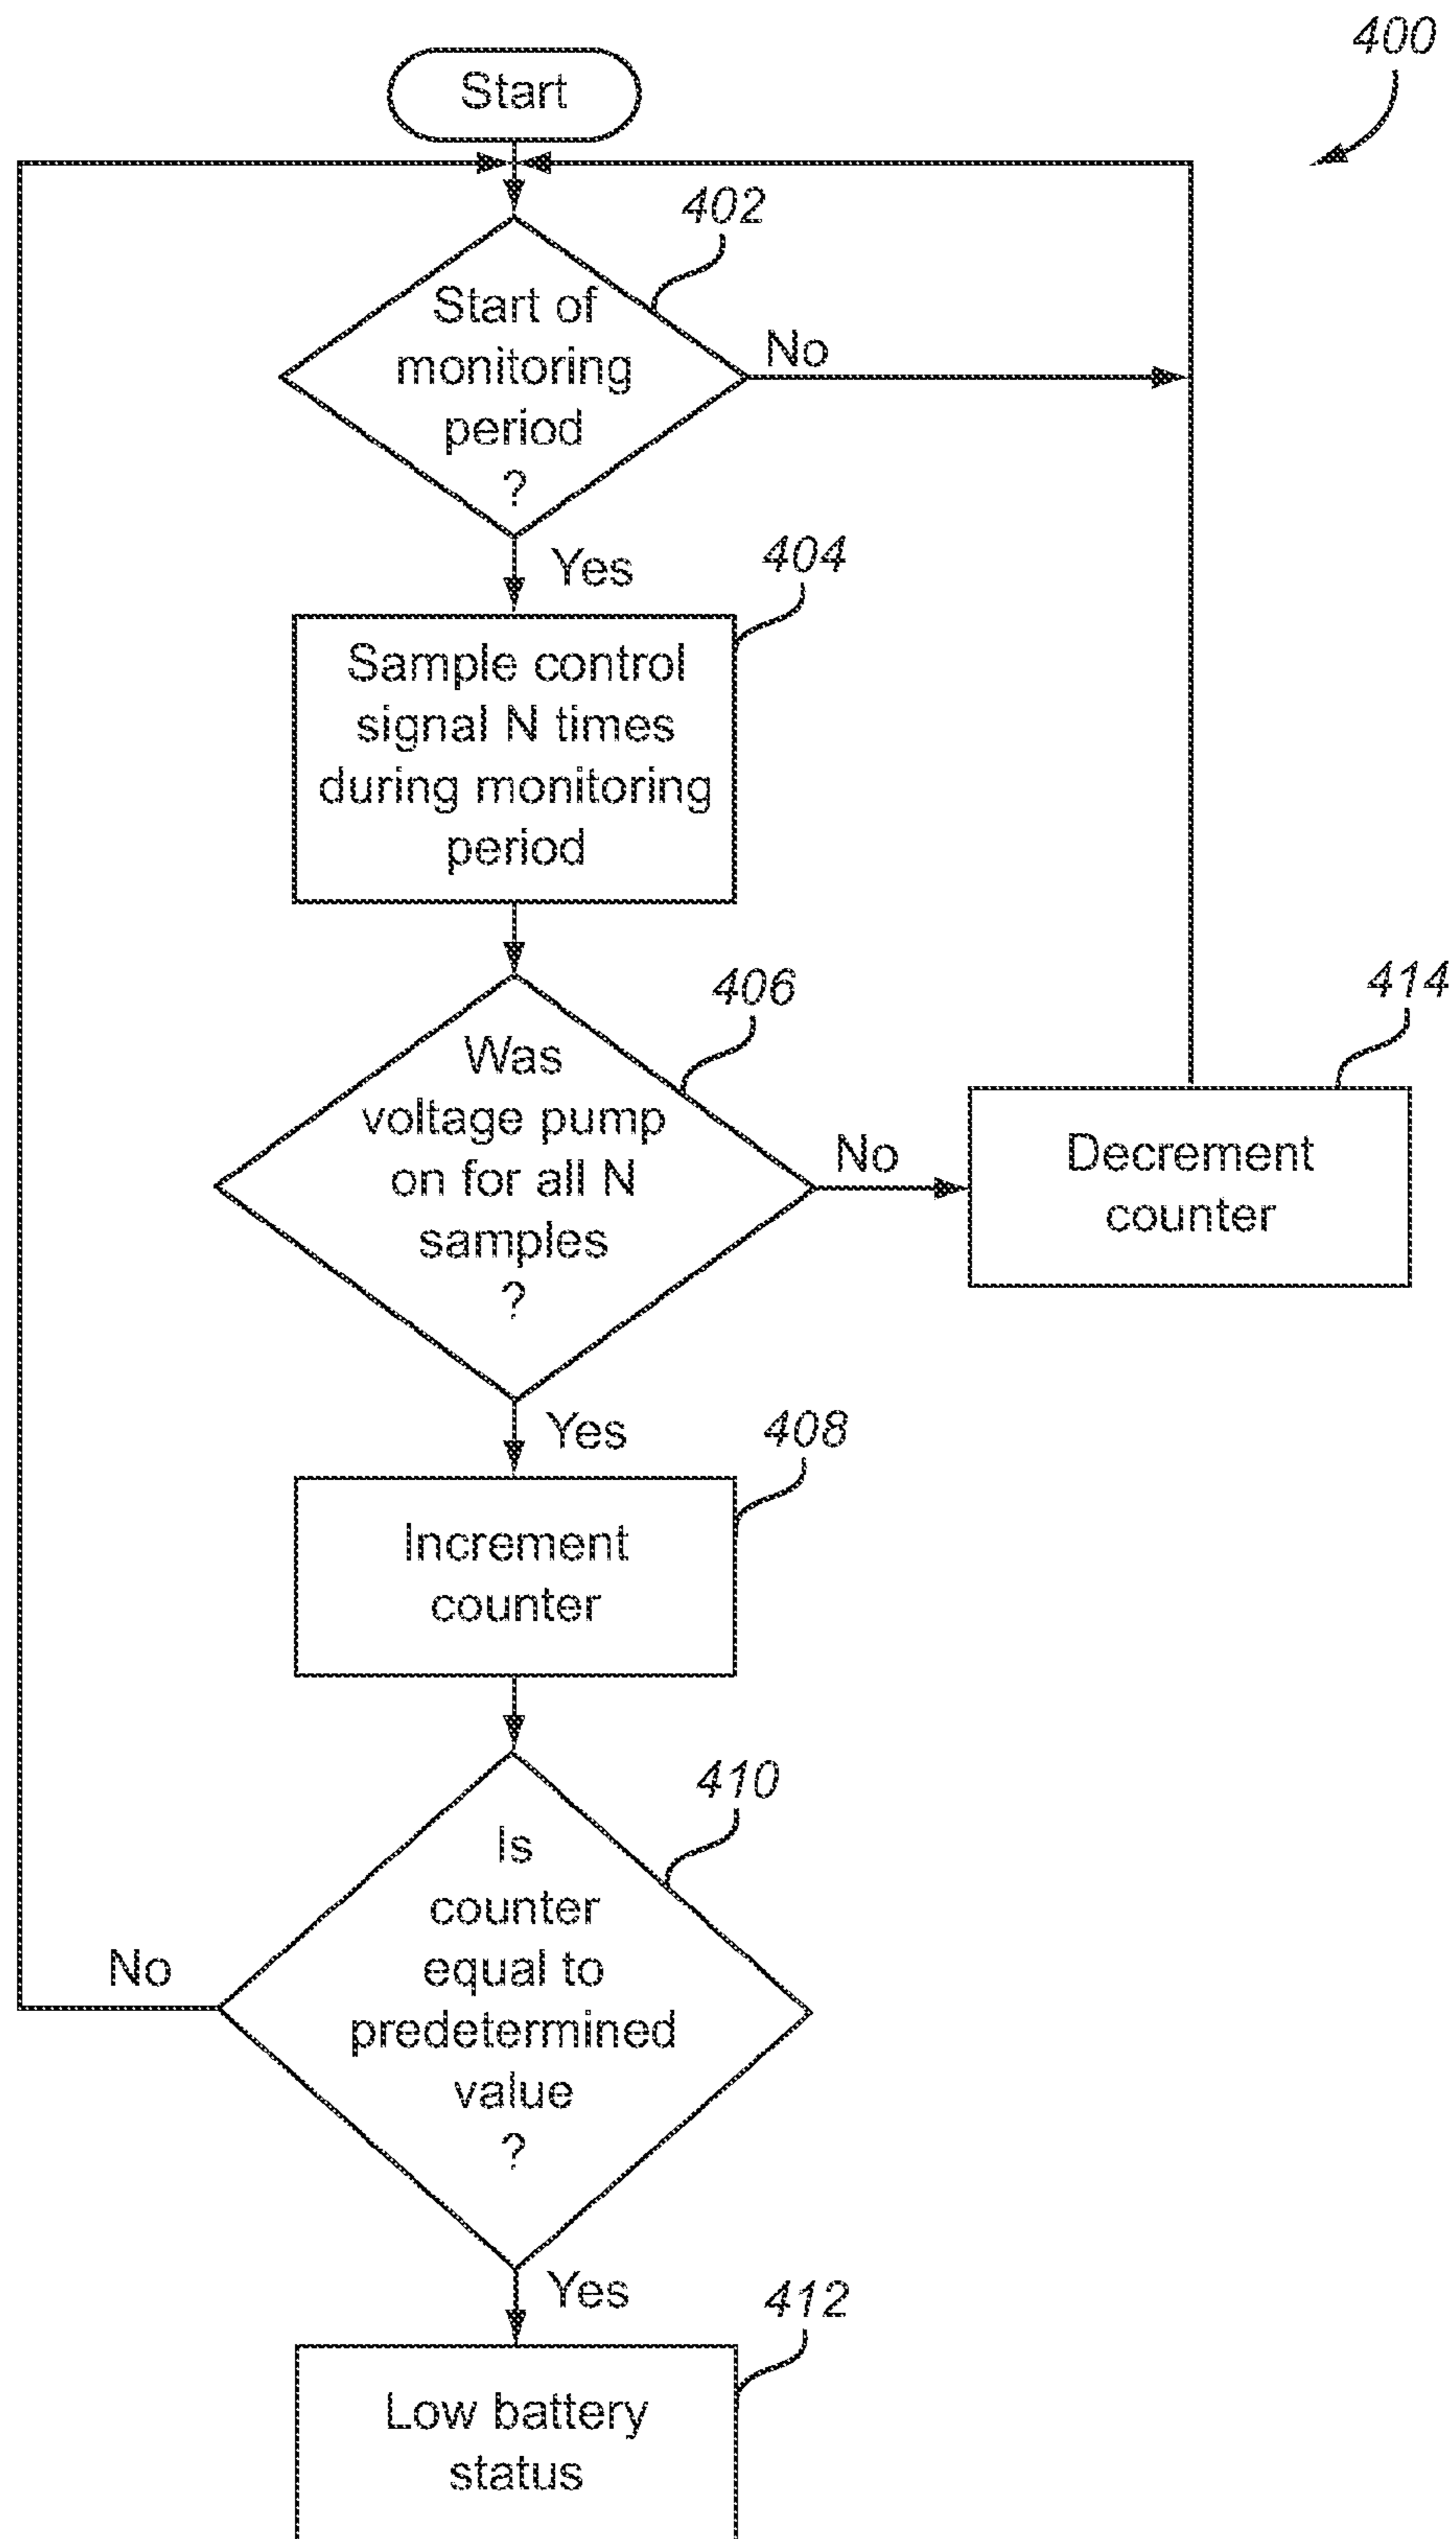 400
Start
402
Start of
monitoring
period
?
No
Yes
404
Sample control
signal N times
during monitoring
period
406
Was
voltage pump
on for all N
samples
?
No
414
Decrement
counter
Yes
408
Increment
counter
410
Is
counter
equal to
predetermined
value
?
No
Yes
412
Low battery
status